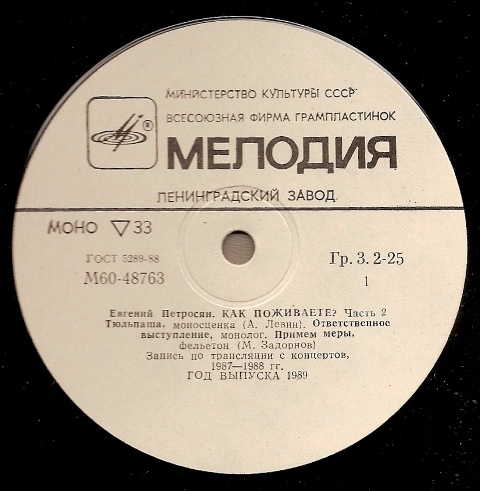 МИНИСТЕРСТВО КУЛЬТУРЫ СССР
ВСЕСОЮЗНАЯ ФИРМА ГРАМПЛАСТИНОК
®
МЕЛОДИЯ
ЛЕНИНГРАДСКИЙ ЗАВОД
МОНО ▽ 33
ГОСТ 5289-88
М60-48763
Гр. 3. 2-25
1
Евгений Петросян. КАК ПОЖИВАЕТЕ? Часть 2
Тюльпаша, моносценка (А. Левин). Ответственное
выступление, монолог. Примем меры,
фельетон (М. Задорнов)
Запись по трансляции с концертов,
1987—1988 гг.
ГОД ВЫПУСКА 1989